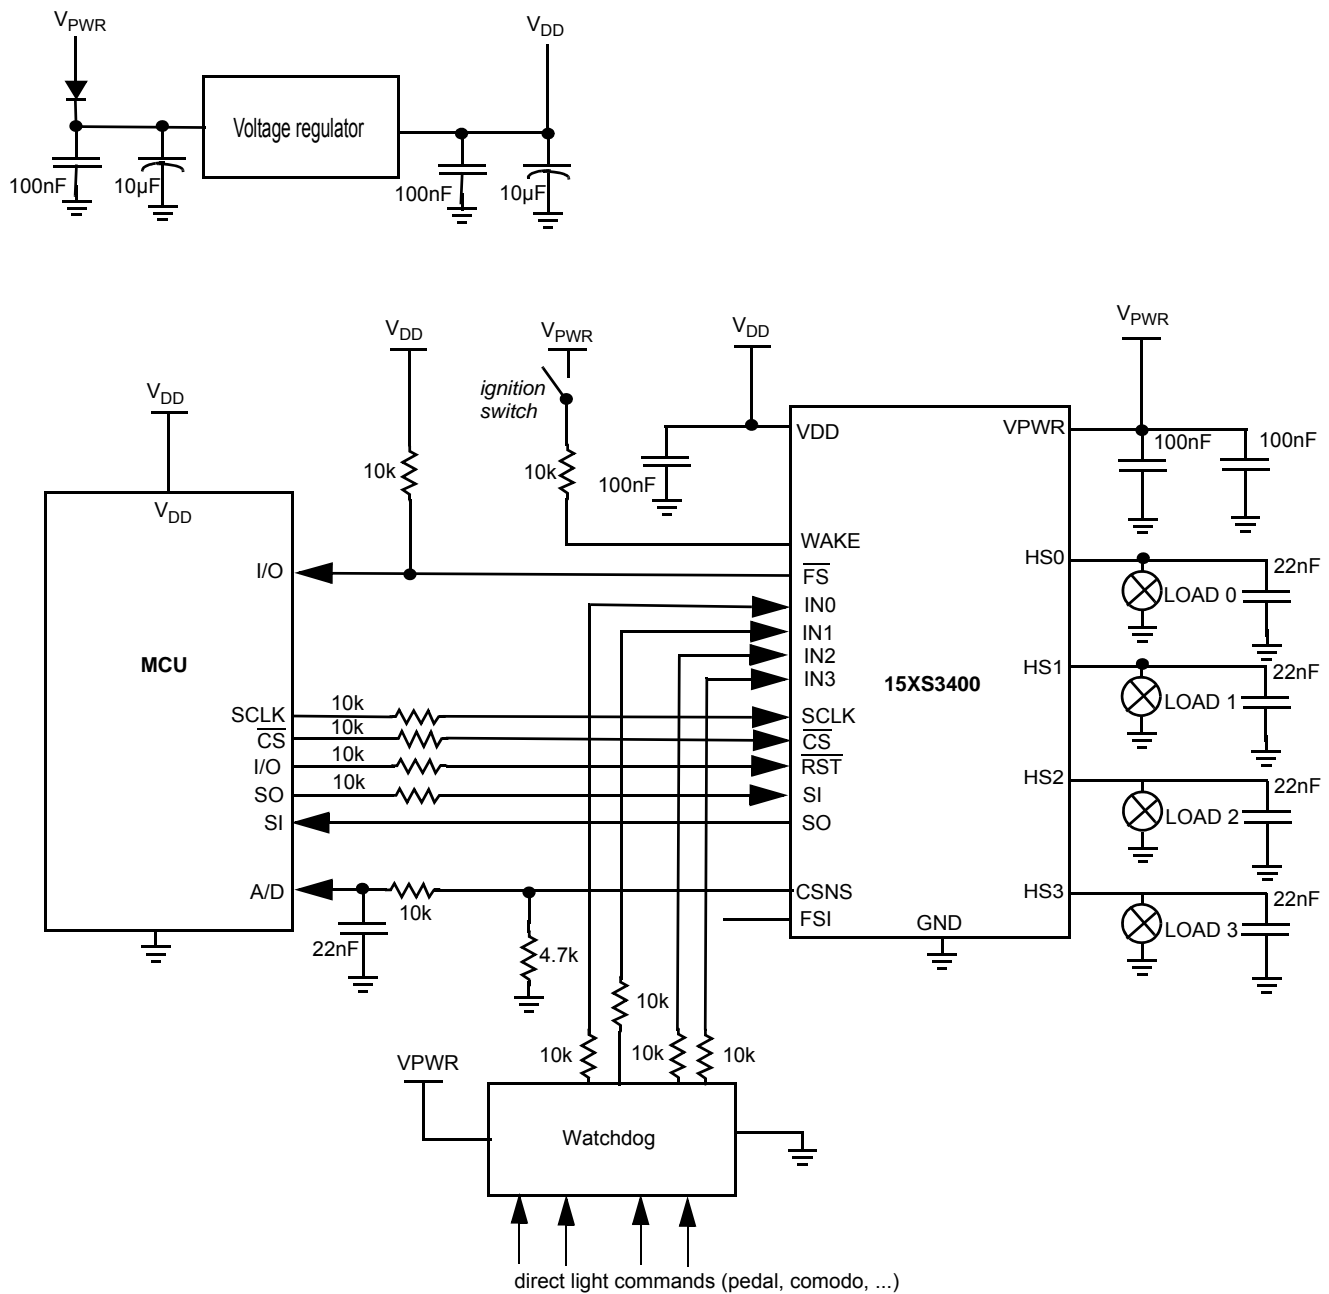 VPWR
VDD
Voltage regulator
100nF
10µF
100nF
10µF
VDD
VPWR
VDD
VPWR
ignition
switch
VDD
10k
10k
100nF
VDD
VPWR
100nF
100nF
VDD
WAKE
I/O
FS
HS0
22nF
LOAD 0
IN0
IN1
IN2
IN3
MCU
15XS3400
HS1
22nF
LOAD 1
SCLK
10k
SCLK
CS
10k
CS
I/O
10k
RST
SO
10k
SI
SI
SO
HS2
22nF
LOAD 2
A/D
10k
CSNS
HS3
22nF
LOAD 3
FSI
GND
22nF
4.7k
10k
10k
10k
10k
VPWR
Watchdog
direct light commands (pedal, comodo, ...)